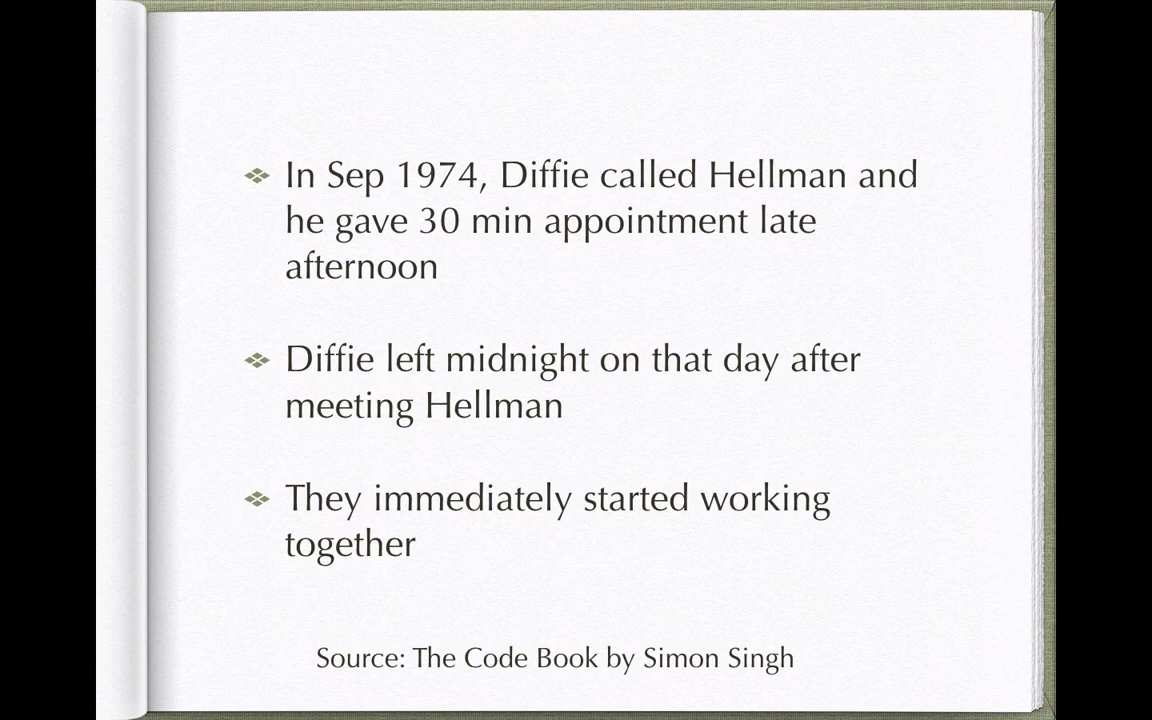 In Sep 1974, Diffie called Hellman and
he gave 30 min appointment late
afternoon
Diffie left midnight on that day after
meeting Hellman
They immediately started working
together
Source: The Code Book by Simon Singh